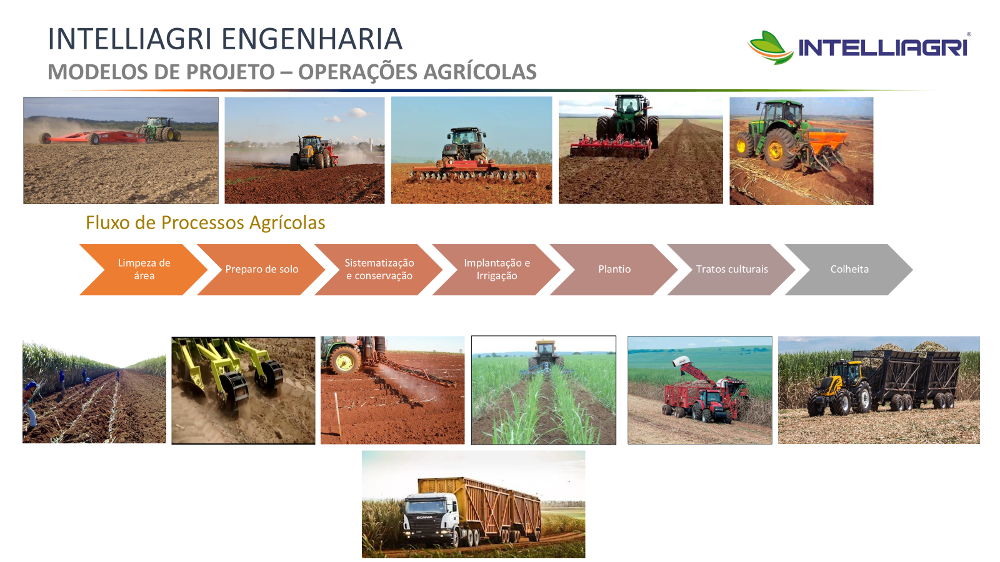 INTELLIAGRI ENGENHARIA
MODELOS DE PROJETO – OPERAÇÕES AGRÍCOLAS
INTELLIAGRI®
Fluxo de Processos Agrícolas
Limpeza de
área
Preparo de solo
Sistematização
e conservação
Implantação e
Irrigação
Plantio
Tratos culturais
Colheita
SCANIA